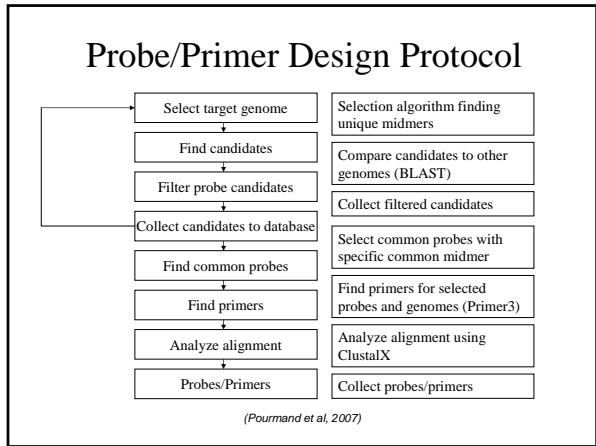 Probe/Primer Design Protocol
Select target genome
Find candidates
Filter probe candidates
Collect candidates to database
Find common probes
Find primers
Analyze alignment
Probes/Primers
Selection algorithm finding
unique midmers
Compare candidates to other
genomes (BLAST)
Collect filtered candidates
Select common probes with
specific common midmer
Find primers for selected
probes and genomes (Primer3)
Analyze alignment using
ClustalX
Collect probes/primers
(Pourmand et al, 2007)